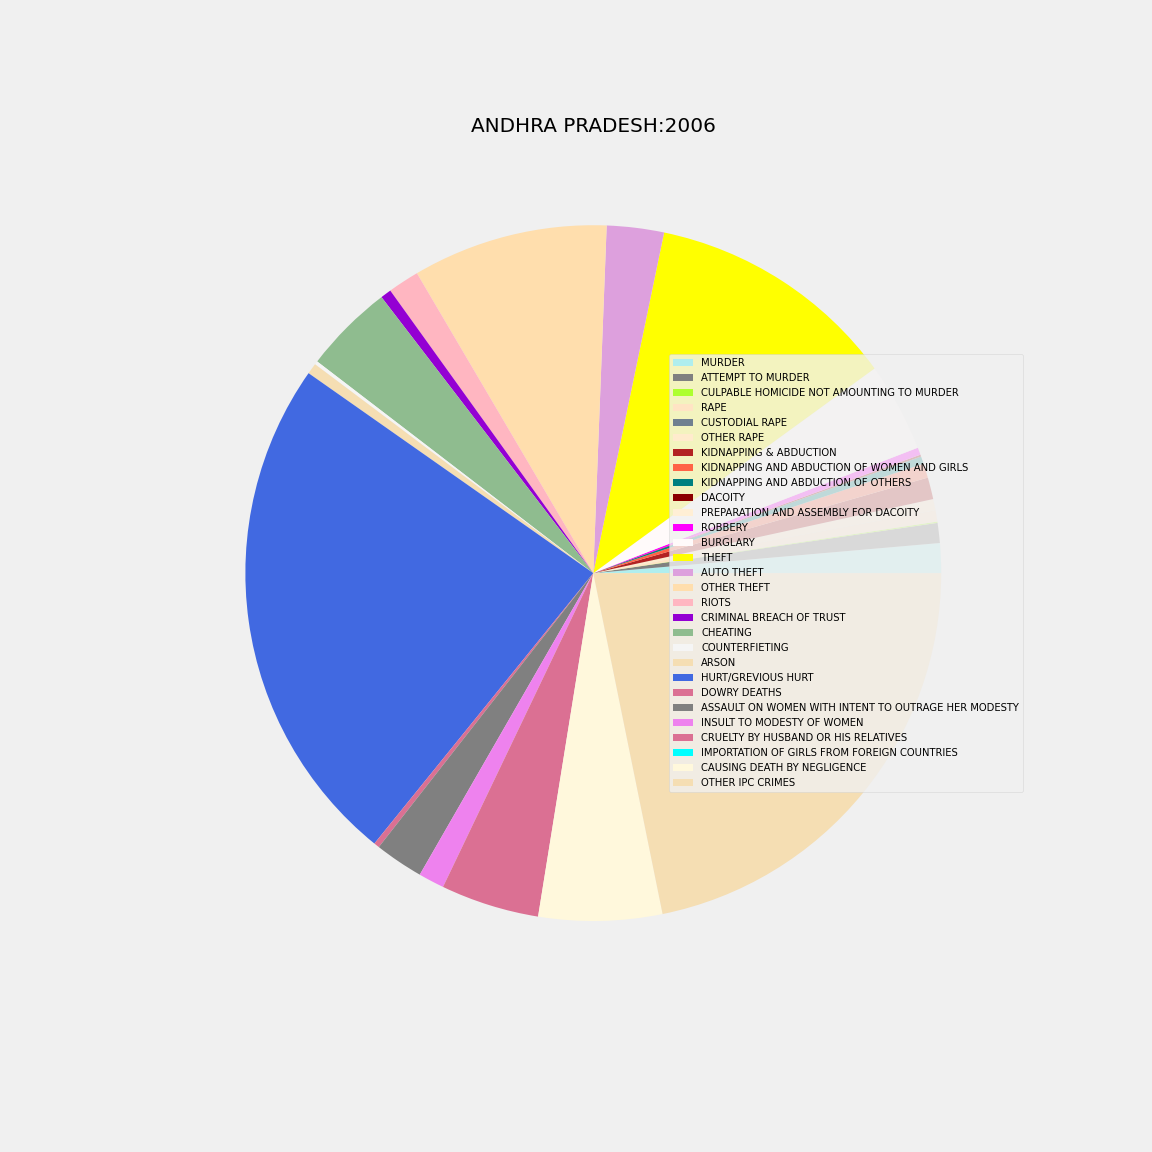 ANDHRA PRADESH:2006
MURDER
ATTEMPT TO MURDER
CULPABLE HOMICIDE NOT AMOUNTING TO MURDER
RAPE
CUSTODIAL RAPE
OTHER RAPE
KIDNAPPING & ABDUCTION
KIDNAPPING AND ABDUCTION OF WOMEN AND GIRLS
KIDNAPPING AND ABDUCTION OF OTHERS
DACOITY
PREPARATION AND ASSEMBLY FOR DACOITY
ROBBERY
BURGLARY
THEFT
AUTO THEFT
OTHER THEFT
RIOTS
CRIMINAL BREACH OF TRUST
CHEATING
COUNTERFIETING
ARSON
HURT/GREVIOUS HURT
DOWRY DEATHS
ASSAULT ON WOMEN WITH INTENT TO OUTRAGE HER MODESTY
INSULT TO MODESTY OF WOMEN
CRUELTY BY HUSBAND OR HIS RELATIVES
IMPORTATION OF GIRLS FROM FOREIGN COUNTRIES
CAUSING DEATH BY NEGLIGENCE
OTHER IPC CRIMES